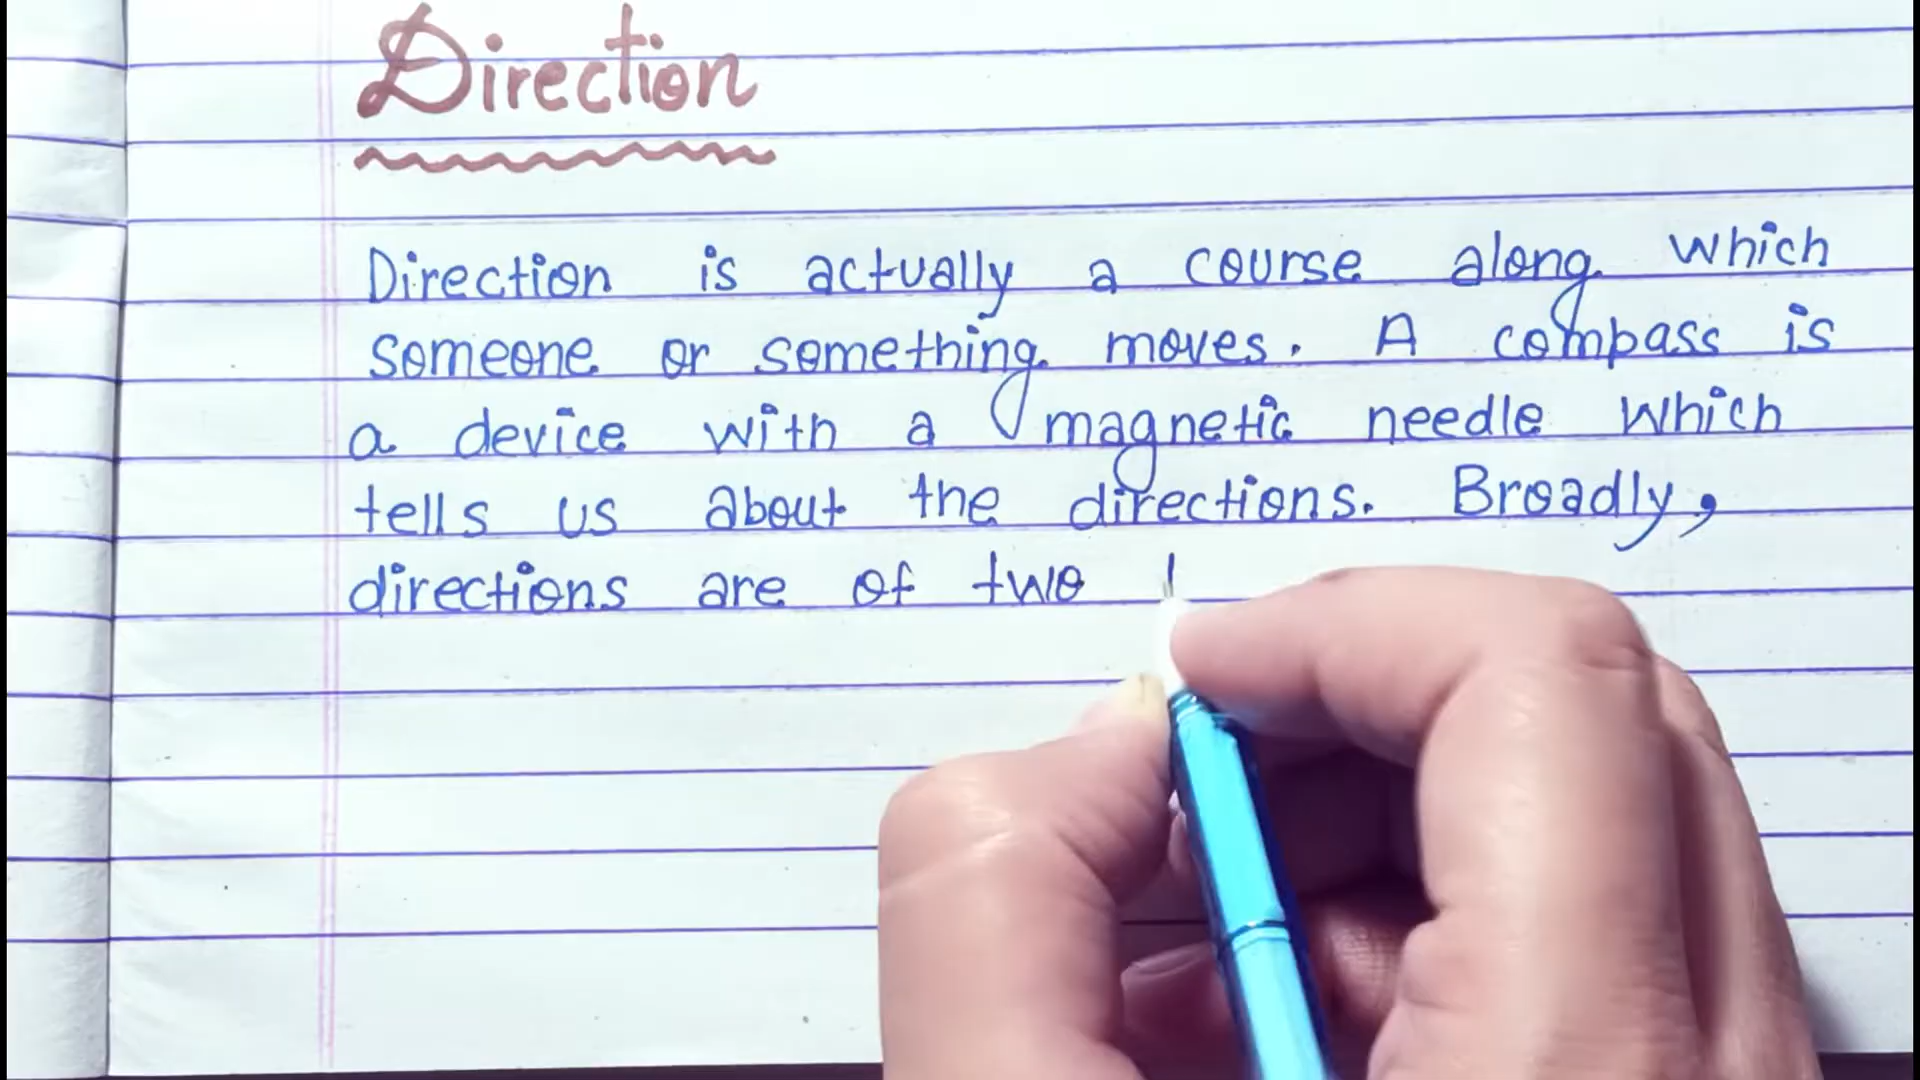 Direction
Direction is actually a course along which
someone or something moves. A compass is
a device with a magnetic needle which
tells us about the directions. Broadly,
directions are of two